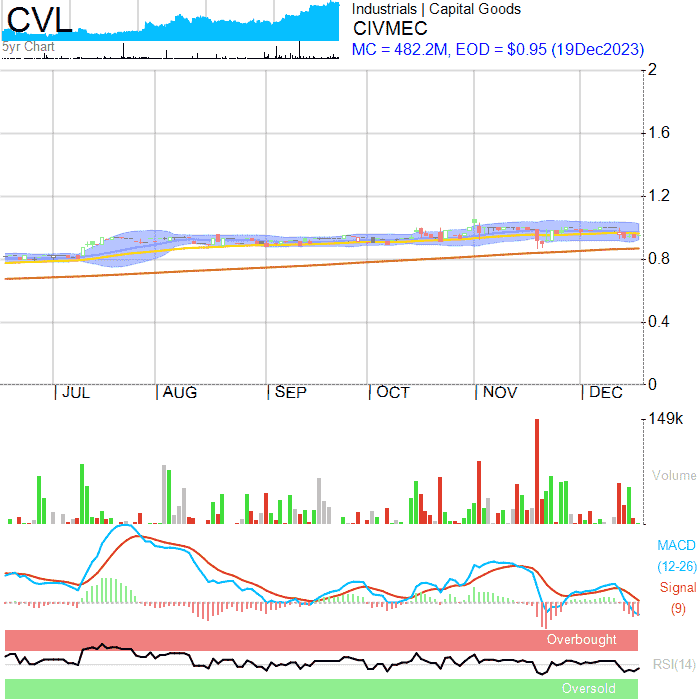 CVL
5yr Chart
Industrials | Capital Goods
CIVMEC
MC = 482.2M, EOD = $0.95 (19Dec2023)
2
1.6
1.2
0.8
0.4
0
JUL AUG SEP OCT NOV DEC
149k
Volume
MACD
(12-26)
Signal
(9)
Overbought
RSI(14)
Oversold